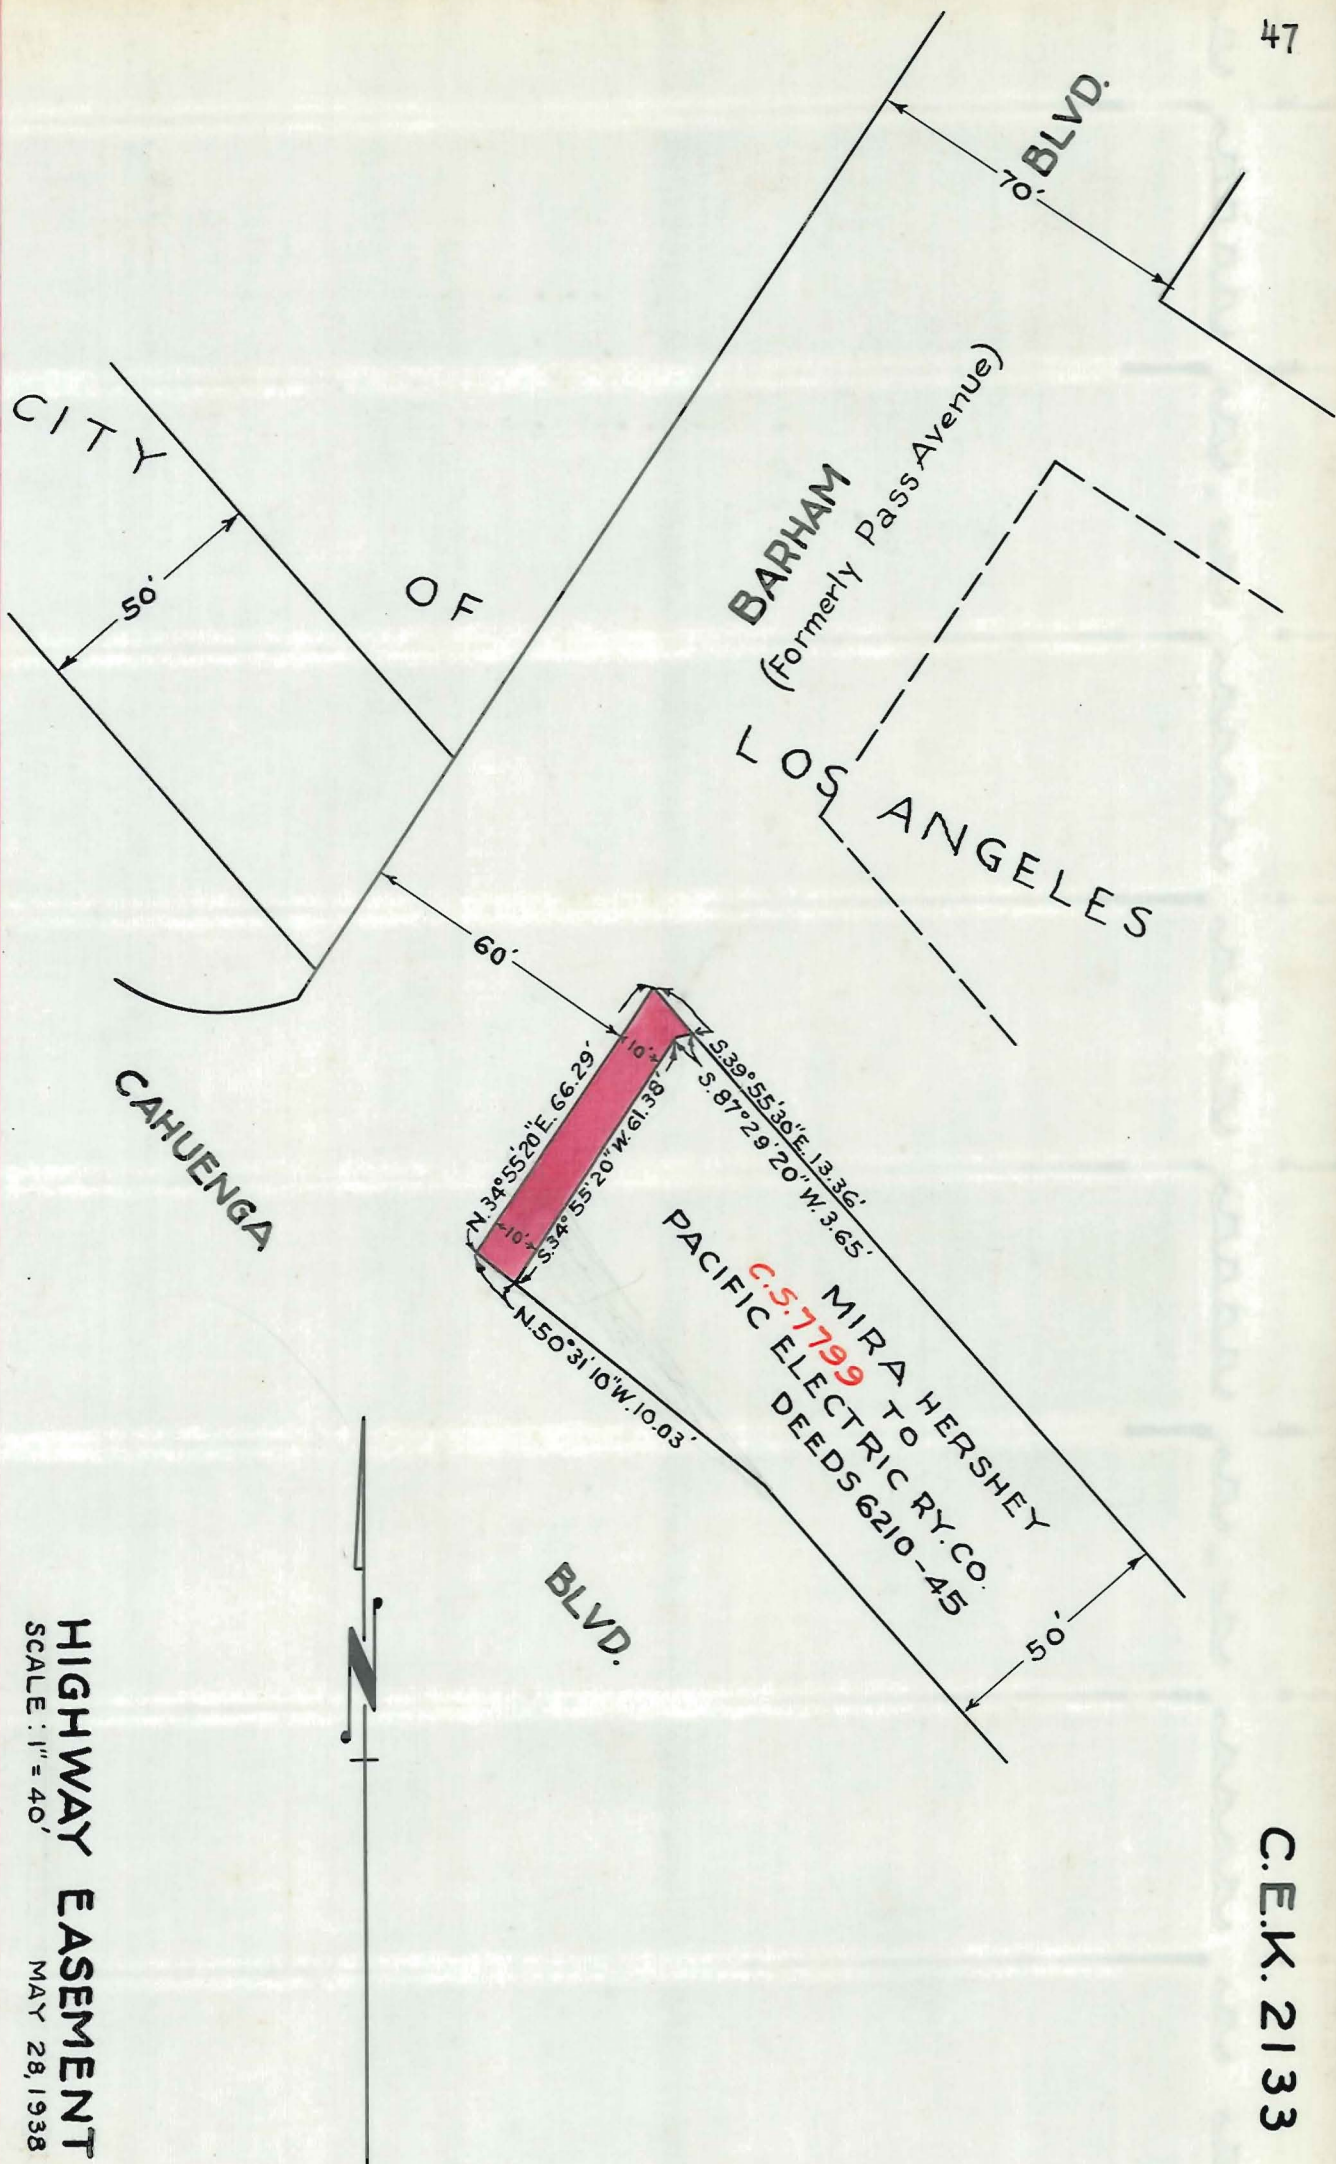 47
BLVD.
70'
CITY
50'
OF
BARHAM
(Formerly Pass Avenue)
LOS ANGELES
60'
10'
10'
N.34°55'20"E. 66.29'
S.34°55'20"W. 61.38'
S.39°55'30"E. 13.36'
S.87°29'20"W. 3.65'
N.50°31'10"W. 10.03'
CAHUENGA
BLVD.
MIRA HERSHEY
TO
C.S.7799
PACIFIC ELECTRIC RY. CO.
DEEDS 6210-45
50'
N
C.E.K. 2133
HIGHWAY EASEMENT
SCALE: 1" = 40' MAY 28, 1938